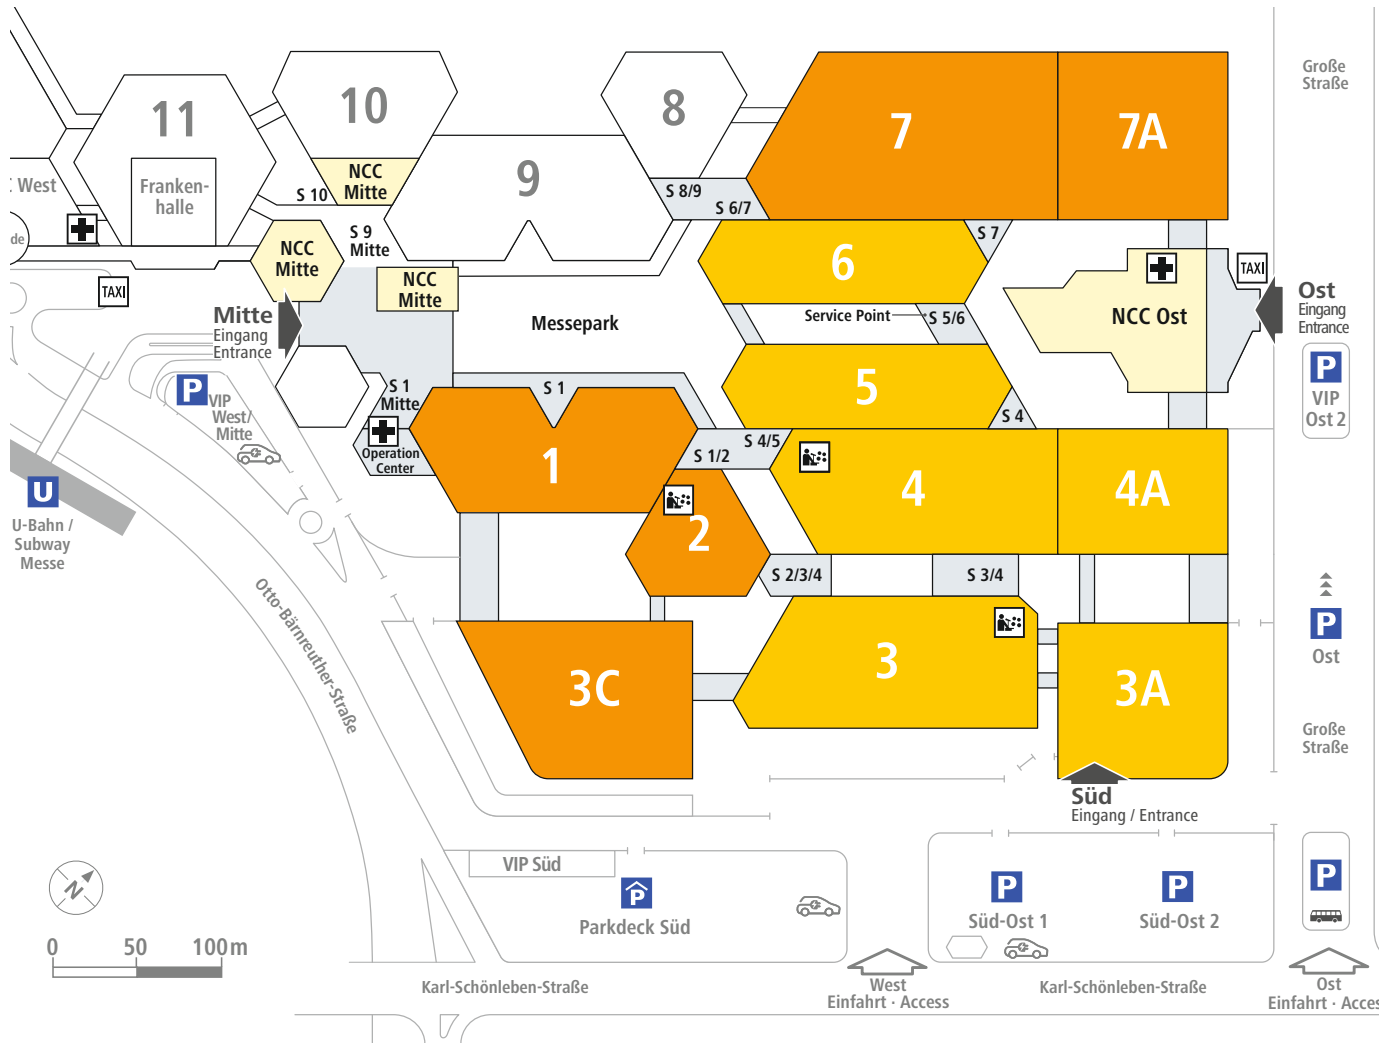 11
Franken-
halle
: West
de
10
NCC
Mitte
S 10
S 9
Mitte
NCC
Mitte
NCC
Mitte
9
8
S 8/9
S 6/7
7
7A
Große
Straße
6
S 7
Service Point
S 5/6
5
S 4
NCC Ost
TAXI
Ost
Eingang
Entrance
P
VIP
Ost 2
TAXI
Mitte
Eingang
Entrance
Messepark
P
VIP
West/
Mitte
S 1
Mitte
S 1
Operation
Center
1
S 1/2
S 4/5
2
4
4A
U
U-Bahn /
Subway
Messe
Otto-Bärnreuther-Straße
S 2/3/4
S 3/4
3C
3
3A
P
Ost
Große
Straße
Süd
Eingang / Entrance
VIP Süd
P
Parkdeck Süd
P
Süd-Ost 1
P
Süd-Ost 2
P
N
0 50 100 m
Karl-Schönleben-Straße
West
Einfahrt · Access
Karl-Schönleben-Straße
Ost
Einfahrt · Acces